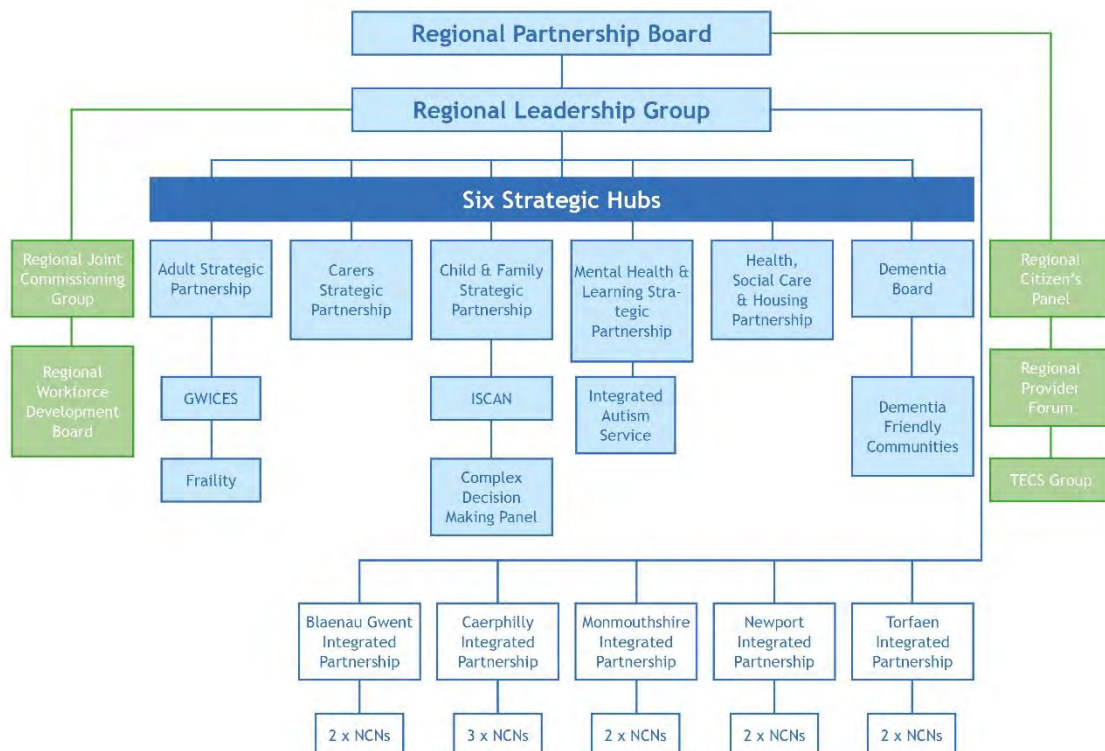 Regional Partnership Board
Regional Leadership Group
Six Strategic Hubs
Regional Joint
Commissioning
Group
Regional
Workforce
Development
Board
Adult Strategic
Partnership
GWICES
Fraility
Carers
Strategic
Partnership
Child & Family
Strategic
Partnership
ISCAN
Complex
Decision
Making Panel
Mental Health &
Learning Stra-
tegic
Partnership
Integrated
Autism
Service
Health,
Social Care
& Housing
Partnership
Dementia
Board
Dementia
Friendly
Communities
Regional
Citizen's
Panel
Regional
Provider
Forum
TECS Group
Blaenau Gwent
Integrated
Partnership
2 x NCNs
Caerphilly
Integrated
Partnership
3 x NCNs
Monmouthshire
Integrated
Partnership
2 x NCNs
Newport
Integrated
Partnership
2 x NCNs
Torfaen
Integrated
Partnership
2 x NCNs